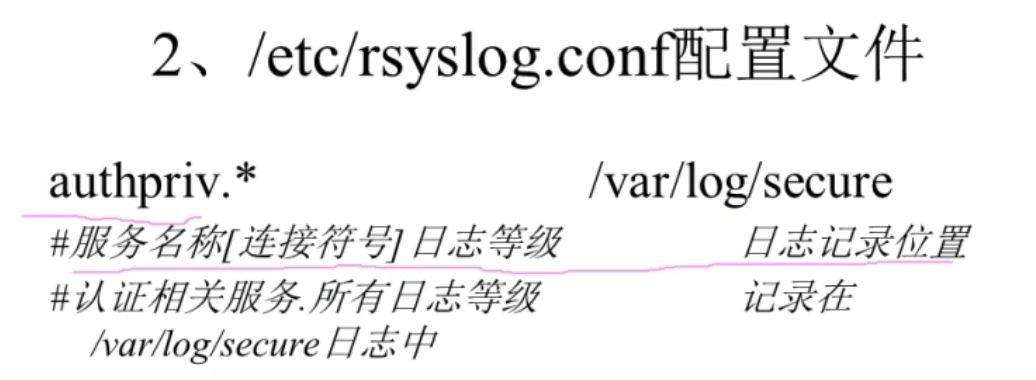 2、/etc/rsyslog.conf配置文件
authpriv.* /var/log/secure
#服务名称[连接符号]日志等级 日志记录位置
#认证相关服务.所有日志等级 记录在
/var/log/secure日志中